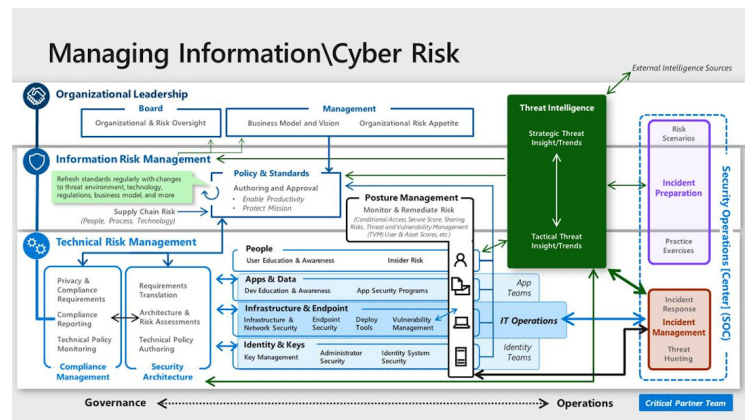 Managing Information\Cyber Risk
External Intelligence Sources
Organizational Leadership
Board
Organizational & Risk Oversight
Management
Business Model and Vision
Organizational Risk Appetite
Threat Intelligence
Strategic Threat
Insight/Trends
Tactical Threat
Insight/Trends
Risk
Scenarios
Incident
Preparation
Practice
Exercises
Security Operations [Center] (SOC)
Information Risk Management
Refresh standards regularly with changes
to threat environment, technology,
regulations, business model, and more
Supply Chain Risk
(People, Process, Technology)
Policy & Standards
Authoring and Approval
• Enable Productivity
• Protect Mission
Posture Management
Monitor & Remediate Risk
(Conditional Access, Secure Score, Sharing
Risks, Threat and Vulnerability Management
(TVM) User & Asset Scores, etc.)
Technical Risk Management
Privacy &
Compliance
Requirements
Compliance
Reporting
Technical Policy
Monitoring
Compliance
Management
Requirements
Translation
Architecture &
Risk Assessments
Technical Policy
Authoring
Security
Architecture
People
User Education & Awareness
Insider Risk
Apps & Data
Dev Education & Awareness
App Security Programs
App
Teams
Infrastructure & Endpoint
Infrastructure &
Network Security
Endpoint
Security
Deploy
Tools
Vulnerability
Management
IT Operations
Identity & Keys
Key Management
Administrator
Security
Identity System
Security
Identity
Teams
Incident
Response
Incident
Management
Threat
Hunting
Governance
Operations
Critical Partner Team